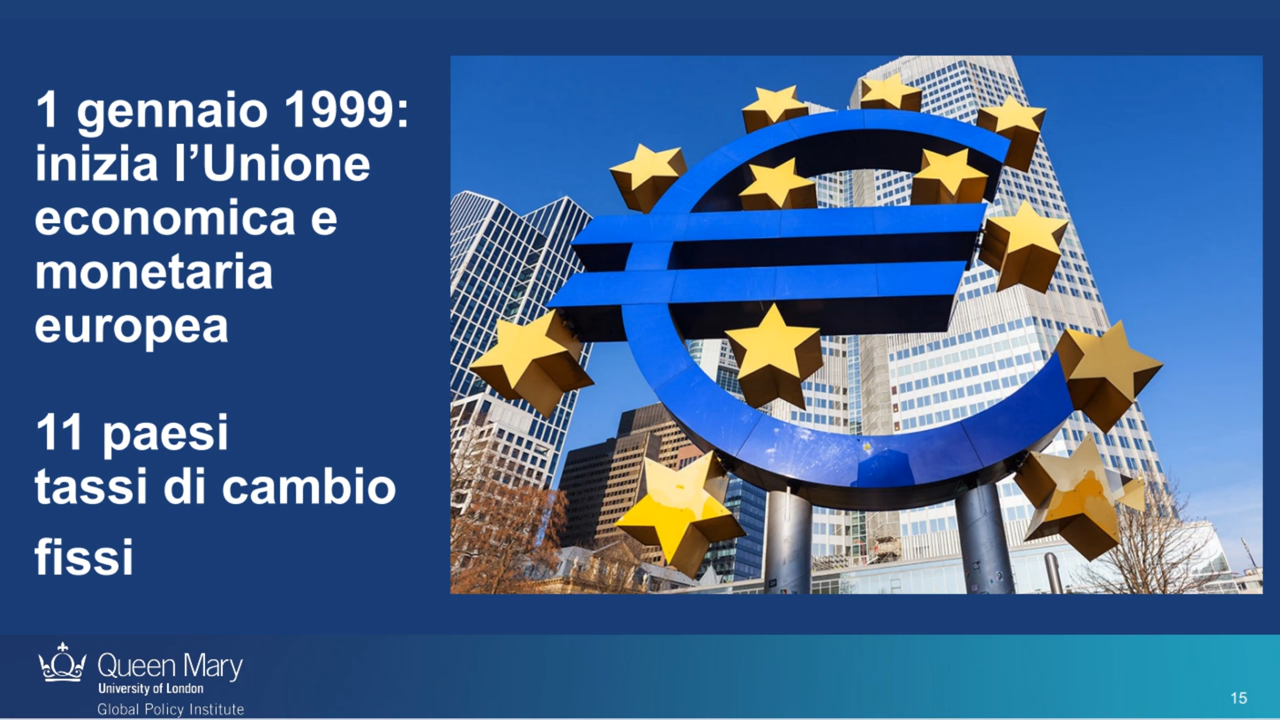 1 gennaio 1999:
inizia l’Unione
economica e
monetaria
europea
11 paesi
tassi di cambio
fissi
Queen Mary
University of London
Global Policy Institute
15